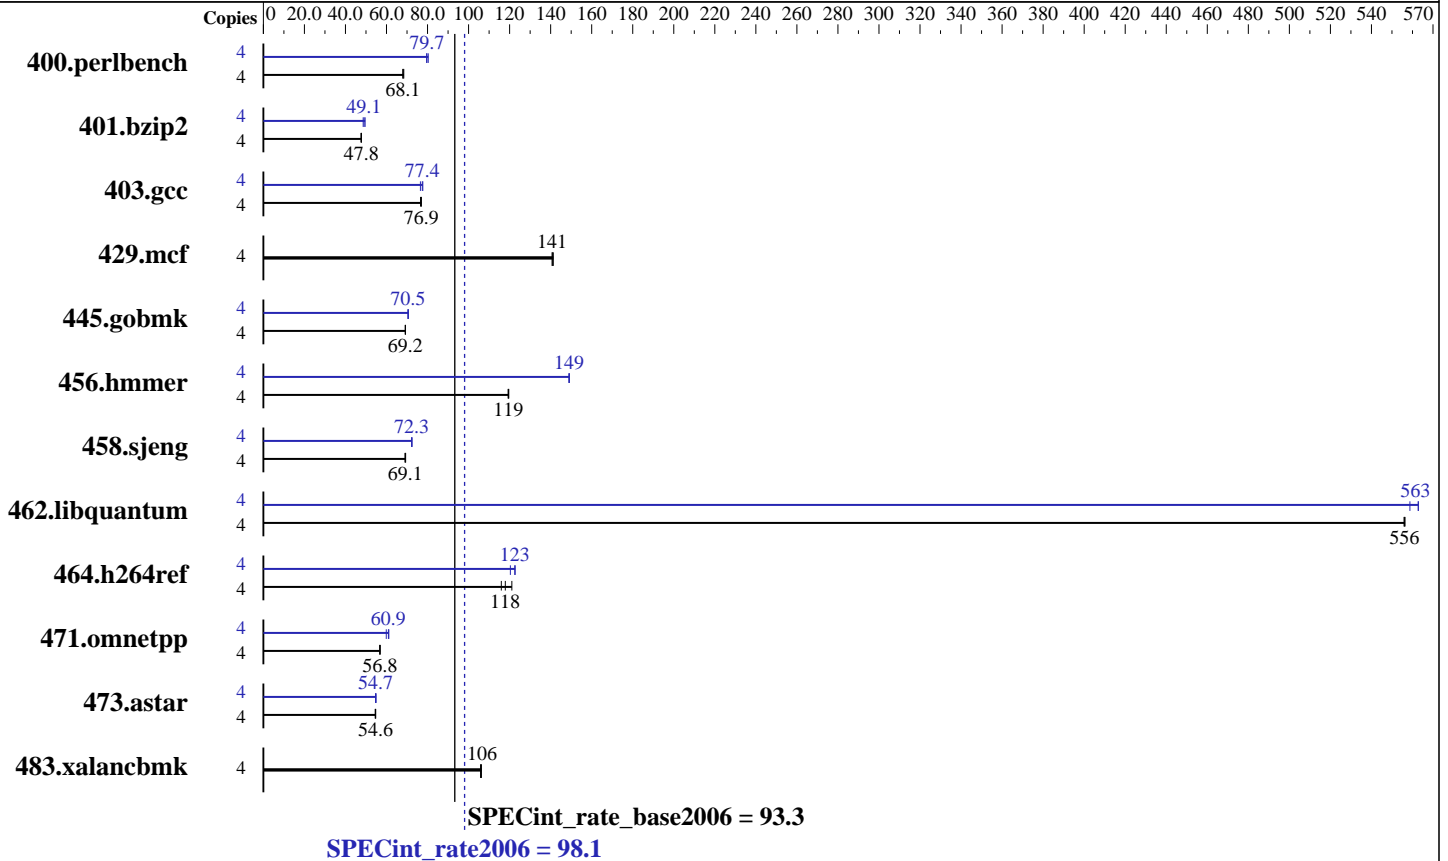 Copies 0 20.0 40.0 60.0 80.0 100 120 140 160 180 200 220 240 260 280 300 320 340 360 380 400 420 440 460 480 500 520 540 570
400.perlbench 4 79.7
4 68.1
401.bzip2 4 49.1
4 47.8
403.gcc 4 77.4
4 76.9
429.mcf 4 141
445.gobmk 4 70.5
4 69.2
456.hmmer 4 149
4 119
458.sjeng 4 72.3
4 69.1
462.libquantum 4 563
4 556
464.h264ref 4 123
4 118
471.omnetpp 4 60.9
4 56.8
473.astar 4 54.7
4 54.6
483.xalancbmk 4 106
SPECint_rate_base2006 = 93.3
SPECint_rate2006 = 98.1